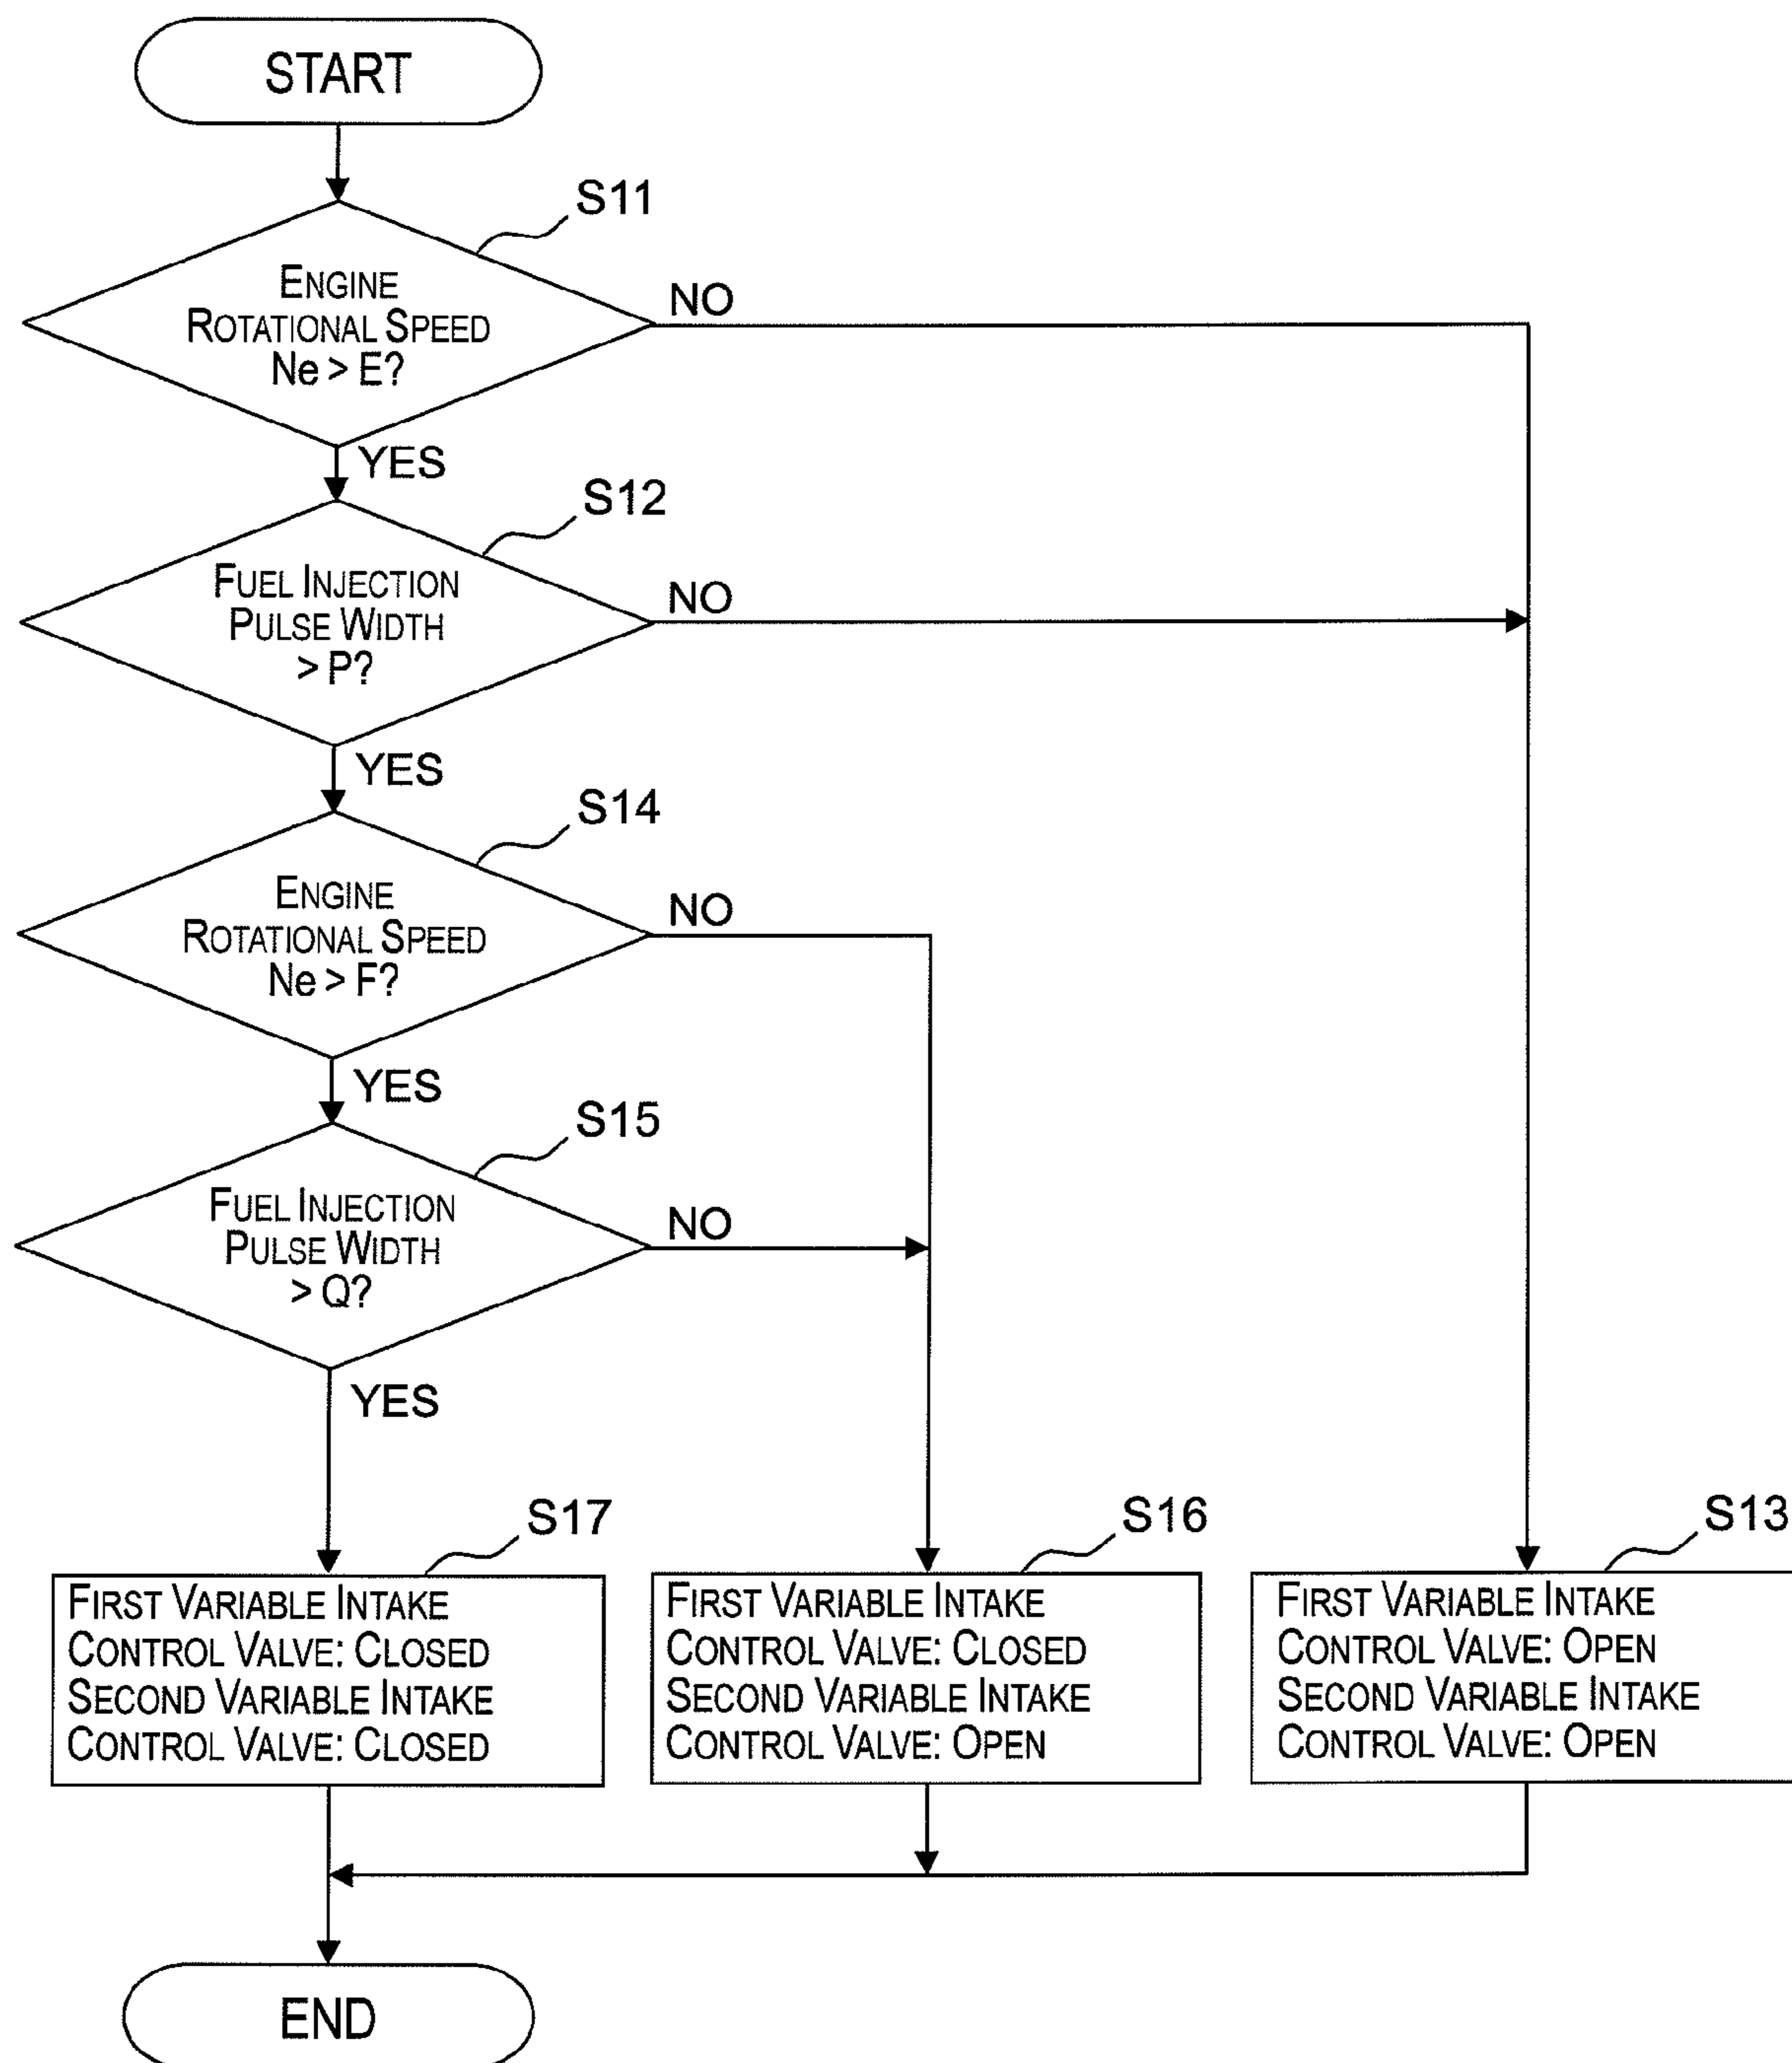 START
S11
ENGINE
ROTATIONAL SPEED
Ne > E?
NO
YES
S12
FUEL INJECTION
PULSE WIDTH
> P?
NO
YES
S14
ENGINE
ROTATIONAL SPEED
Ne > F?
NO
YES
S15
FUEL INJECTION
PULSE WIDTH
> Q?
NO
YES
S17
FIRST VARIABLE INTAKE
CONTROL VALVE: CLOSED
SECOND VARIABLE INTAKE
CONTROL VALVE: CLOSED
S16
FIRST VARIABLE INTAKE
CONTROL VALVE: CLOSED
SECOND VARIABLE INTAKE
CONTROL VALVE: OPEN
S13
FIRST VARIABLE INTAKE
CONTROL VALVE: OPEN
SECOND VARIABLE INTAKE
CONTROL VALVE: OPEN
END